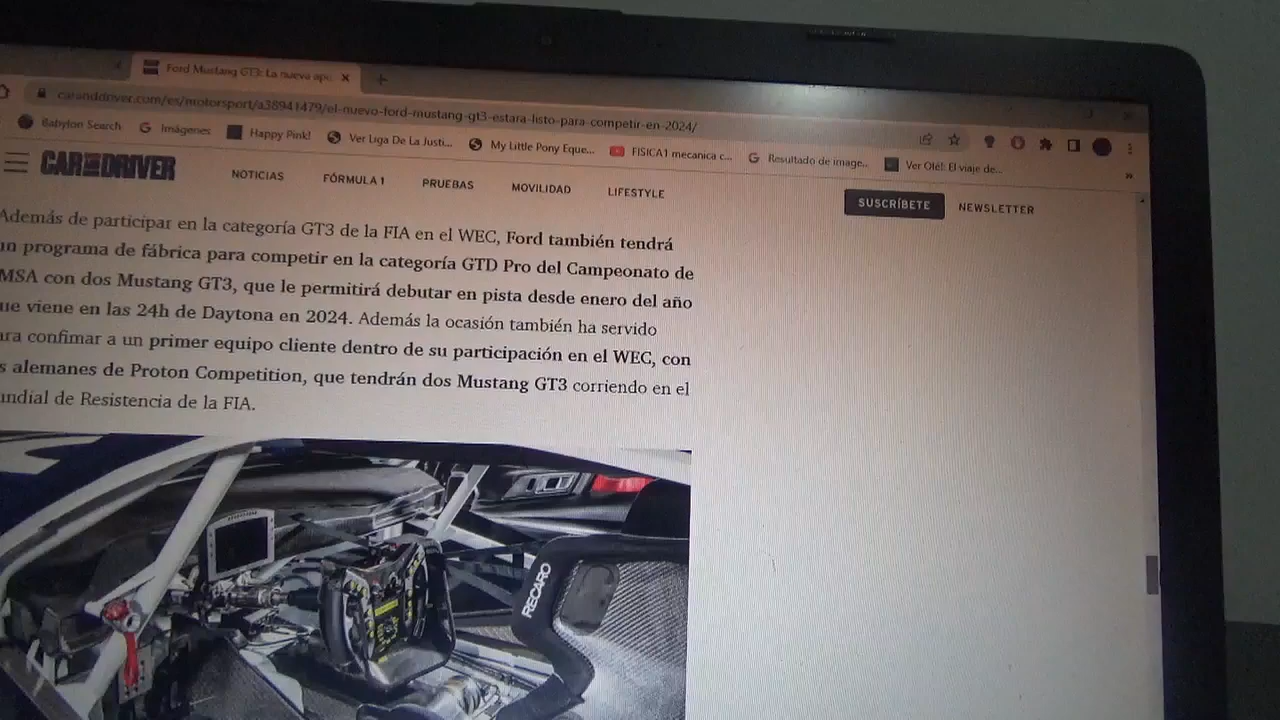 Ford Mustang GT3: La nueva apu
caranddriver.com/es/motorsport/a38941479/el-nuevo-ford-mustang-gt3-estara-listo-para-competir-en-2024/
Babylon Search
Imágenes
Happy Pink!
Ver Liga De La Justi...
My Little Pony Eque...
FISICA1 mecanica c...
Resultado de image...
Ver Olé!: El viaje de...
CAR AND DRIVER
NOTICIAS
FÓRMULA 1
PRUEBAS
MOVILIDAD
LIFESTYLE
SUSCRÍBETE
NEWSLETTER
Además de participar en la categoría GT3 de la FIA en el WEC, Ford también tendrá
un programa de fábrica para competir en la categoría GTD Pro del Campeonato de
MSA con dos Mustang GT3, que le permitirá debutar en pista desde enero del año
ue viene en las 24h de Daytona en 2024. Además la ocasión también ha servido
ara confimar a un primer equipo cliente dentro de su participación en el WEC, con
s alemanes de Proton Competition, que tendrán dos Mustang GT3 corriendo en el
undial de Resistencia de la FIA.
RECARO